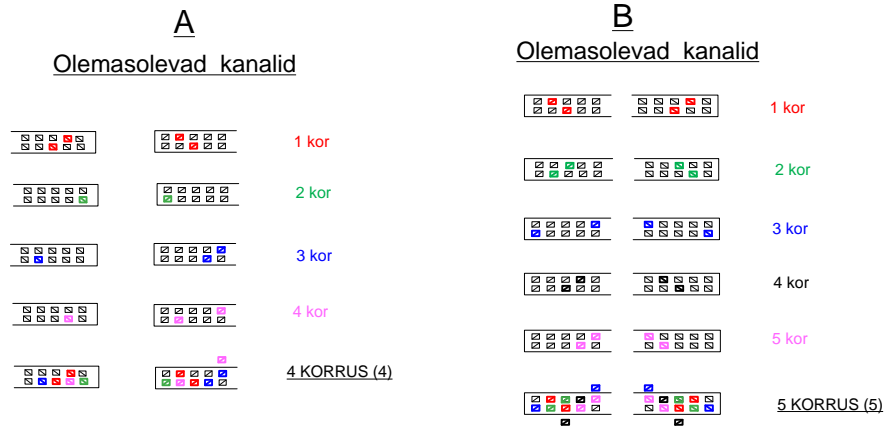 A
Olemasolevad kanalid
1 kor
2 kor
3 kor
4 kor
4 KORRUS (4)
B
Olemasolevad kanalid
1 kor
2 kor
3 kor
4 kor
5 kor
5 KORRUS (5)